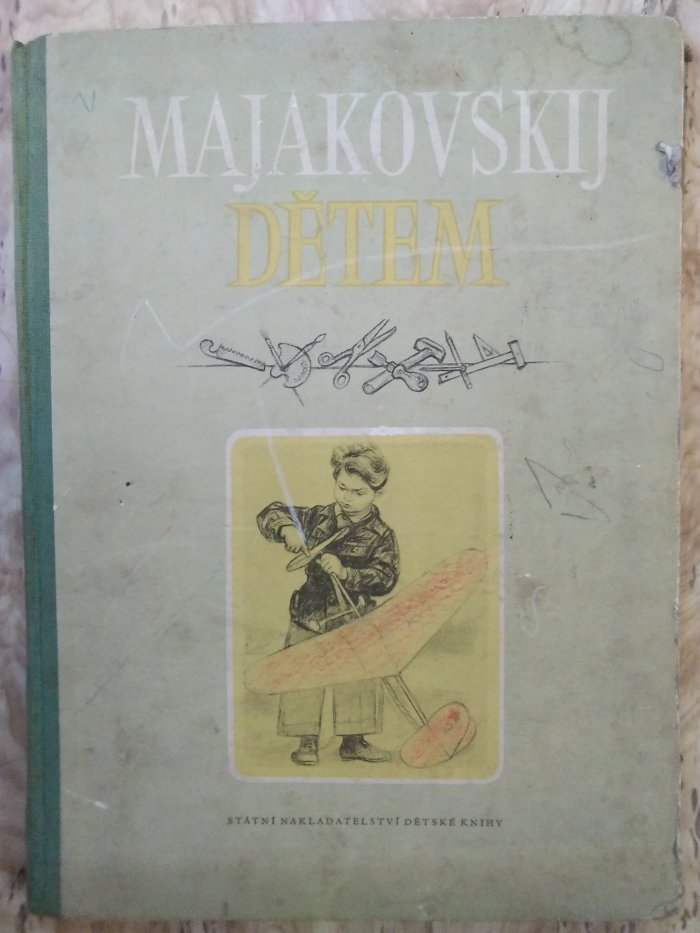 MAJAKOVSKIJ
DĚTEM
STÁTNÍ NAKLADATELSTVÍ DĚTSKÉ KNIHY